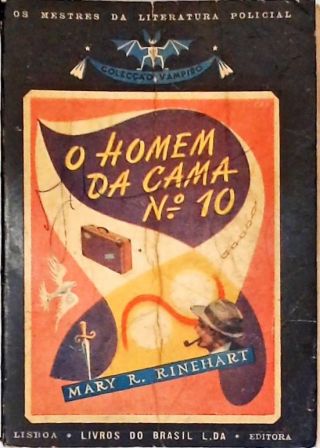 OS MESTRES DA LITERATURA POLICIAL
COLECÇÃO VAMPIRO
O HOMEM
DA CAMA
Nº 10
MARY R. RINEHART
LISBOA • LIVROS DO BRASIL L.DA • EDITORA